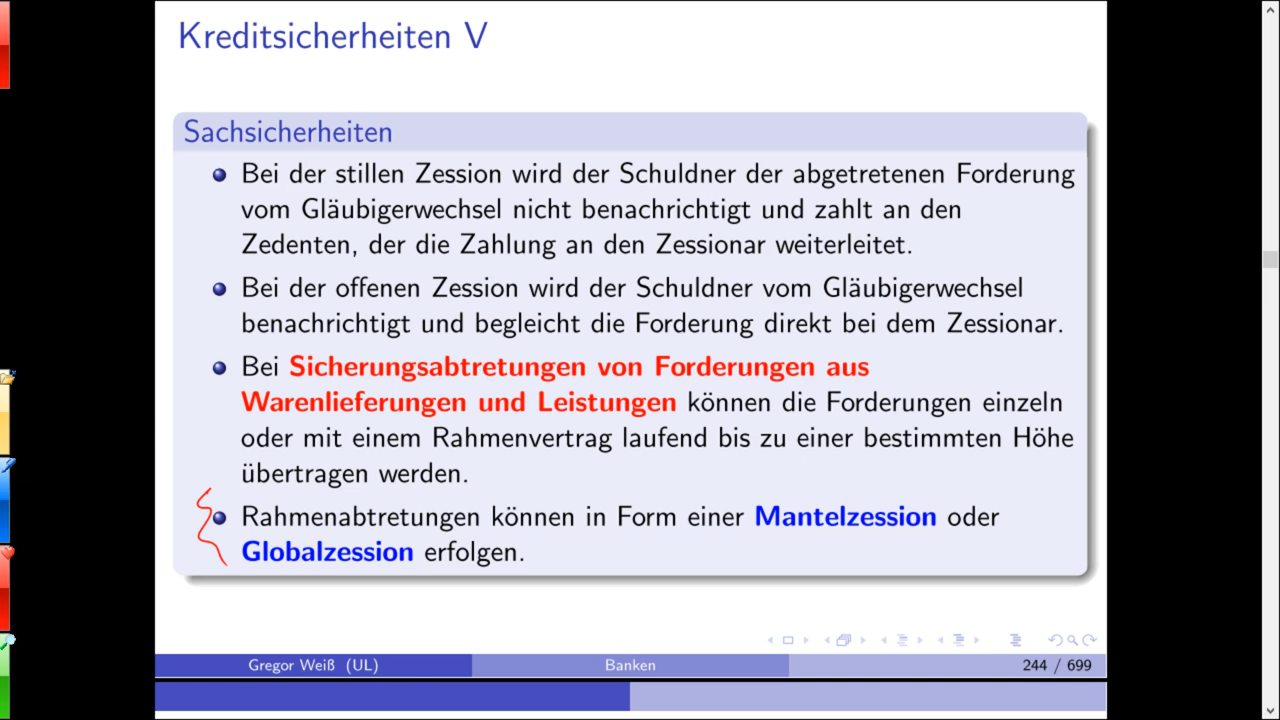 Kreditsicherheiten V
Sachsicherheiten
Bei der stillen Zession wird der Schuldner der abgetretenen Forderung
vom Gläubigerwechsel nicht benachrichtigt und zahlt an den
Zedenten, der die Zahlung an den Zessionar weiterleitet.
Bei der offenen Zession wird der Schuldner vom Gläubigerwechsel
benachrichtigt und begleicht die Forderung direkt bei dem Zessionar.
Bei Sicherungsabtretungen von Forderungen aus
Warenlieferungen und Leistungen können die Forderungen einzeln
oder mit einem Rahmenvertrag laufend bis zu einer bestimmten Höhe
übertragen werden.
Rahmenabtretungen können in Form einer Mantelzession oder
Globalzession erfolgen.
Gregor Weiß (UL) Banken 244 / 699